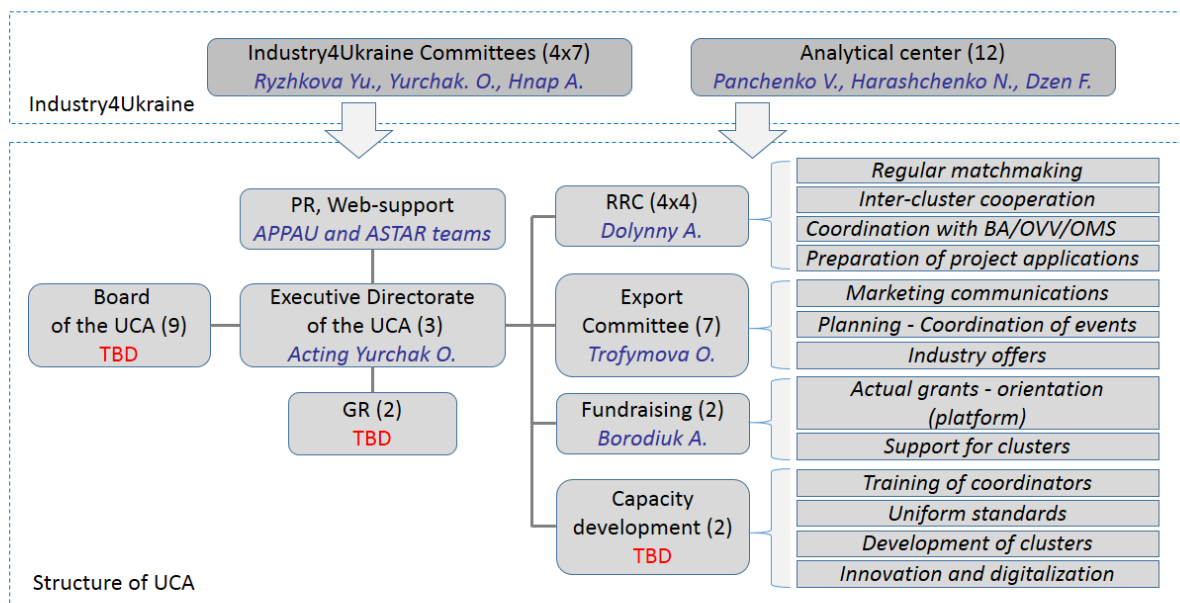 Industry4Ukraine Committees (4x7)
Ryzhkova Yu., Yurchak. O., Hnap A.
Analytical center (12)
Panchenko V., Harashchenko N., Dzen F.
Industry4Ukraine
PR, Web-support
APPAU and ASTAR teams
Board
of the UCA (9)
TBD
Executive Directorate
of the UCA (3)
Acting Yurchak O.
GR (2)
TBD
RRC (4x4)
Dolynny A.
Regular matchmaking
Inter-cluster cooperation
Coordination with BA/OVV/OMS
Preparation of project applications
Export
Committee (7)
Trofymova O.
Marketing communications
Planning - Coordination of events
Industry offers
Fundraising (2)
Borodiuk A.
Actual grants - orientation
(platform)
Support for clusters
Capacity
development (2)
TBD
Training of coordinators
Uniform standards
Development of clusters
Innovation and digitalization
Structure of UCA